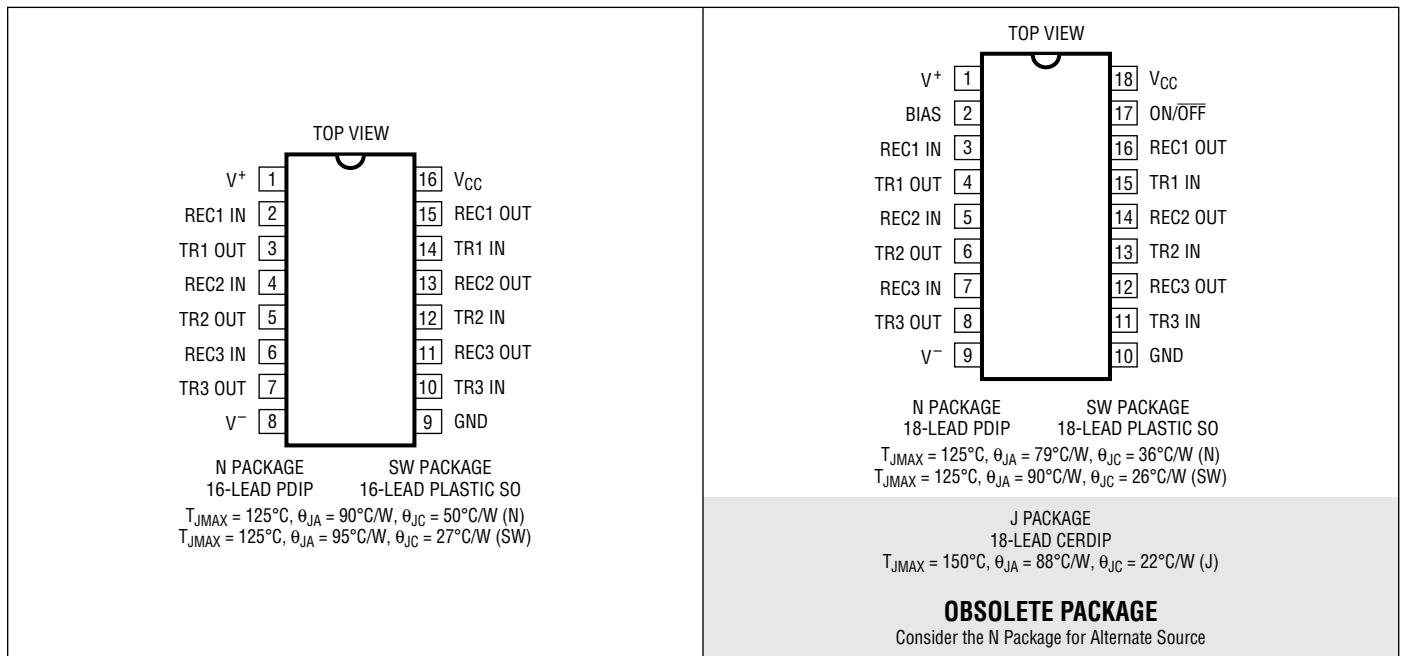 TOP VIEW
V+ 1 16 VCC
REC1 IN 2 15 REC1 OUT
TR1 OUT 3 14 TR1 IN
REC2 IN 4 13 REC2 OUT
TR2 OUT 5 12 TR2 IN
REC3 IN 6 11 REC3 OUT
TR3 OUT 7 10 TR3 IN
V− 8 9 GND
N PACKAGE SW PACKAGE
16-LEAD PDIP 16-LEAD PLASTIC SO
TJMAX = 125°C, θJA = 90°C/W, θJC = 50°C/W (N)
TJMAX = 125°C, θJA = 95°C/W, θJC = 27°C/W (SW)
TOP VIEW
V+ 1 18 VCC
BIAS 2 17 ON/O̅F̅F̅
REC1 IN 3 16 REC1 OUT
TR1 OUT 4 15 TR1 IN
REC2 IN 5 14 REC2 OUT
TR2 OUT 6 13 TR2 IN
REC3 IN 7 12 REC3 OUT
TR3 OUT 8 11 TR3 IN
V− 9 10 GND
N PACKAGE SW PACKAGE
18-LEAD PDIP 18-LEAD PLASTIC SO
TJMAX = 125°C, θJA = 79°C/W, θJC = 36°C/W (N)
TJMAX = 125°C, θJA = 90°C/W, θJC = 26°C/W (SW)
J PACKAGE
18-LEAD CERDIP
TJMAX = 150°C, θJA = 88°C/W, θJC = 22°C/W (J)
OBSOLETE PACKAGE
Consider the N Package for Alternate Source